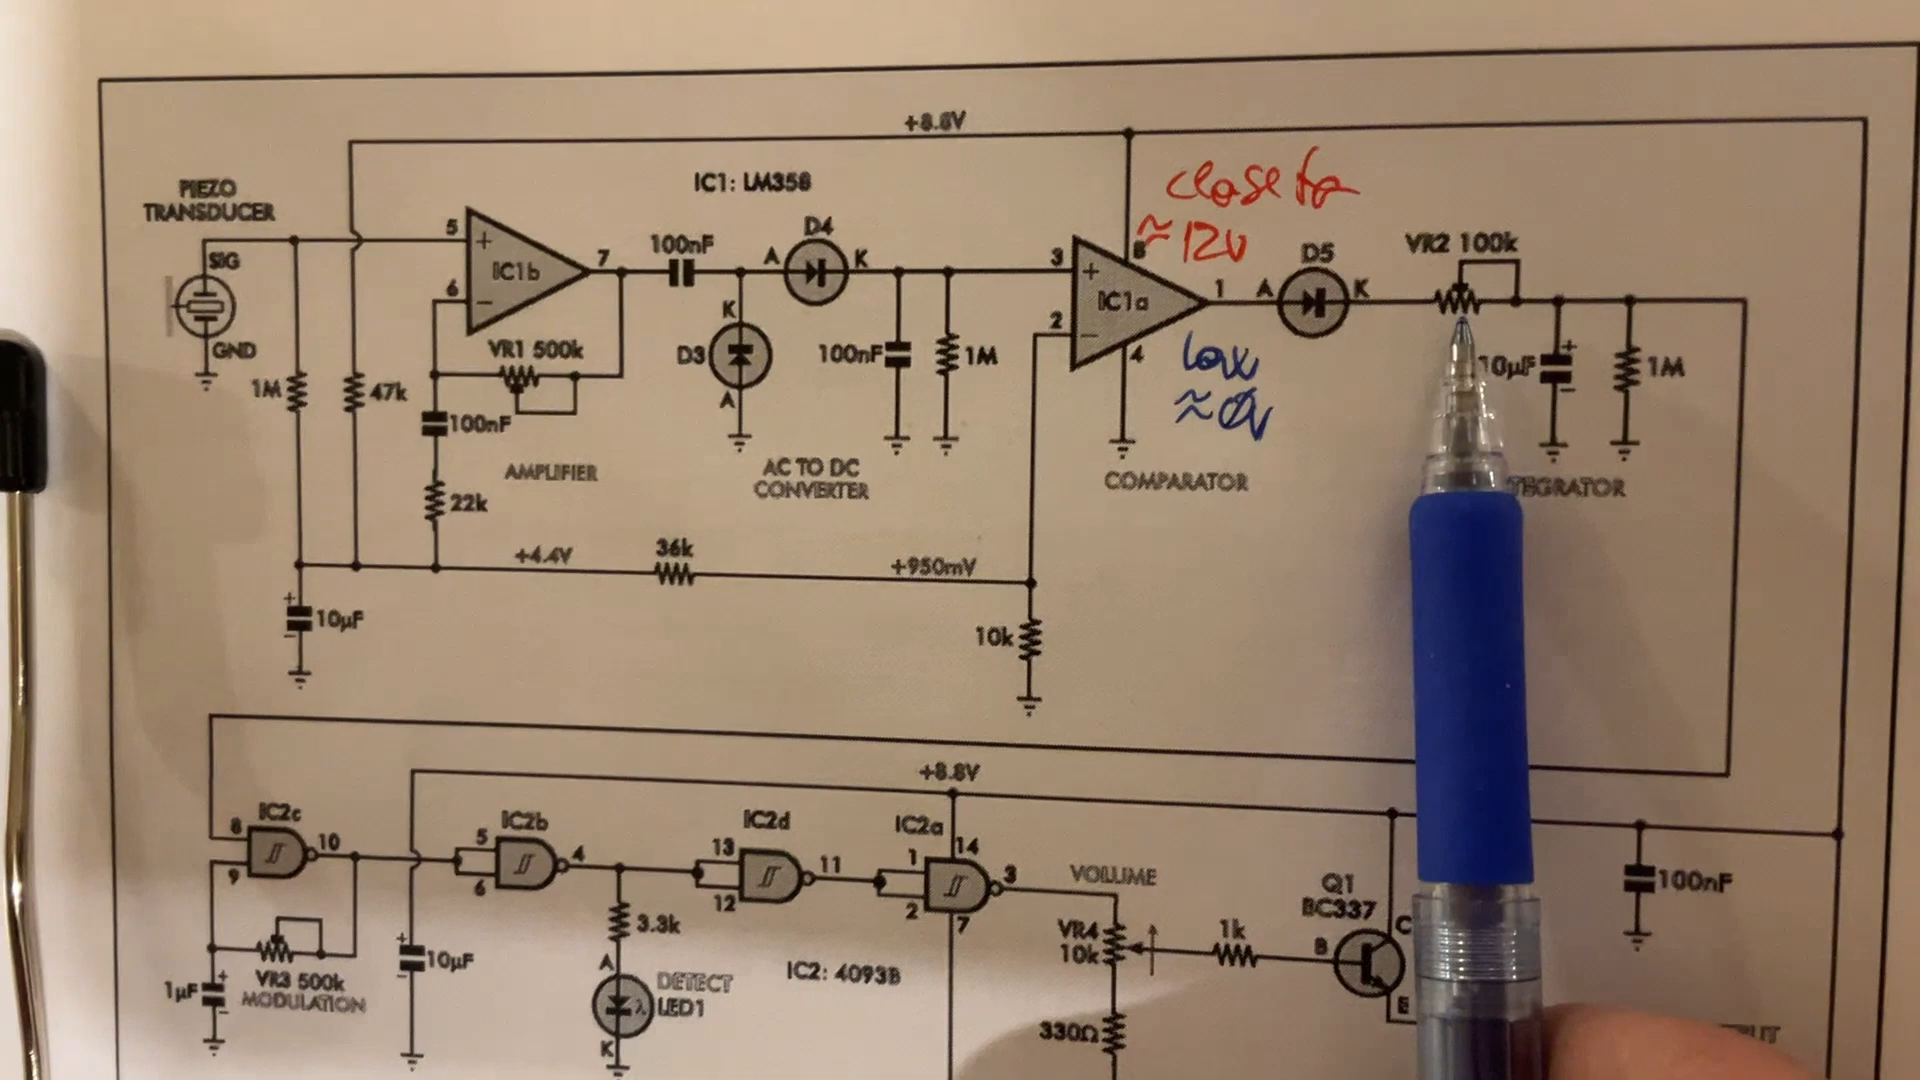 +8.8V
IC1: LM358
close to
≈ 12V
PIEZO
TRANSDUCER
SIG
GND
5
6
7
IC1b
100nF
A
D4
K
K
D3
A
VR1 500k
100nF
1M
3
2
8
4
IC1a
1
A
D5
K
VR2 100k
low
≈ 0V
10µF
1M
1M
47k
100nF
22k
AMPLIFIER
AC TO DC
CONVERTER
COMPARATOR
TEGRATOR
+4.4V
36k
+950mV
10µF
10k
+8.8V
IC2c
8
9
10
IC2b
5
6
4
IC2d
13
12
11
IC2a
1
2
14
3
7
VR3 500k
MODULATION
1µF
10µF
3.3k
A
DETECT
LED1
K
IC2: 4093B
VOLUME
VR4
10k
1k
330Ω
Q1
BC337
B
C
E
100nF